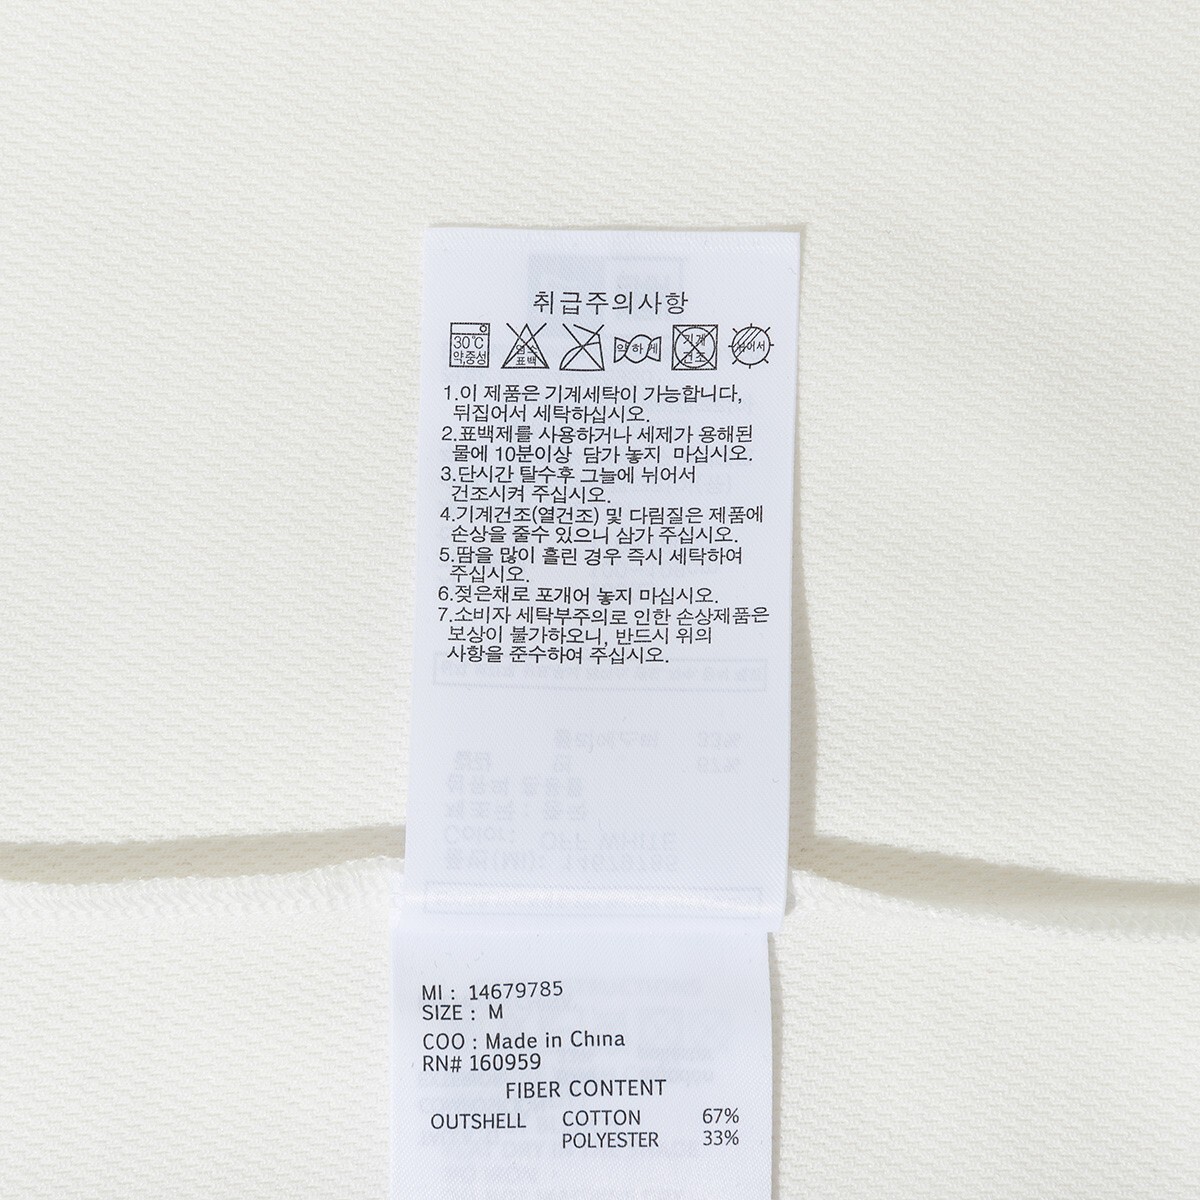 취급주의사항
30℃
약,중성
염소
표백
약하게
기계
건조
뉘어서
1.이 제품은 기계세탁이 가능합니다,
뒤집어서 세탁하십시오.
2.표백제를 사용하거나 세제가 용해된
물에 10분이상 담가 놓지 마십시오.
3.단시간 탈수후 그늘에 뉘어서
건조시켜 주십시오.
4.기계건조(열건조) 및 다림질은 제품에
손상을 줄수 있으니 삼가 주십시오.
5.땀을 많이 흘린 경우 즉시 세탁하여
주십시오.
6.젖은채로 포개어 놓지 마십시오.
7.소비자 세탁부주의로 인한 손상제품은
보상이 불가하오니, 반드시 위의
사항을 준수하여 주십시오.
MI : 14679785
SIZE : M
COO : Made in China
RN# 160959
FIBER CONTENT
OUTSHELL COTTON 67%
POLYESTER 33%